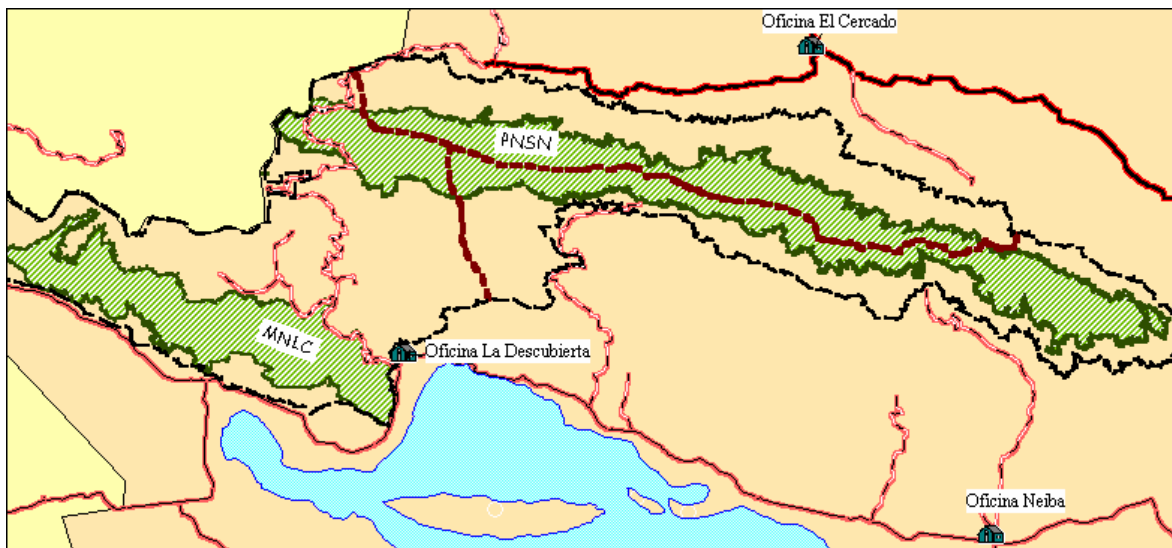 Oficina El Cercado
PNSN
MNLC
Oficina La Descubierta
Oficina Neiba